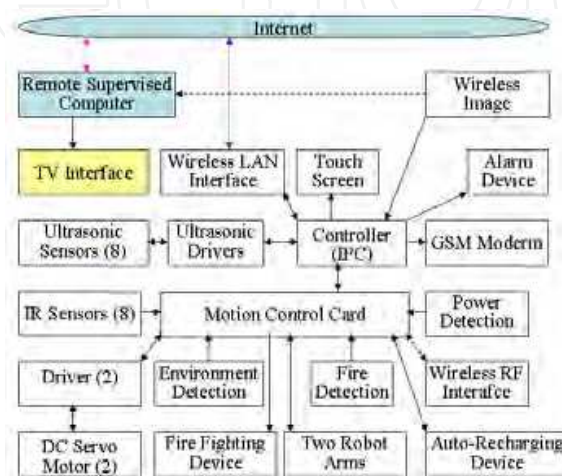 Internet
Remote Supervised
Computer
Wireless
Image
TV Interface
Wireless LAN
Interface
Touch
Screen
Alarm
Device
Ultrasonic
Sensors (8)
Ultrasonic
Drivers
Controller
(IPC)
GSM Moderm
IR Sensors (8)
Motion Control Card
Power
Detection
Driver (2)
Environment
Detection
Fire
Detection
Wireless RF
Interafce
DC Servo
Motor (2)
Fire Fighting
Device
Two Robot
Arms
Auto-Recharging
Device